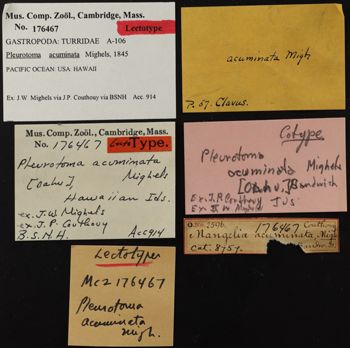 Mus. Comp. Zoöl., Cambridge, Mass.
No. 176467 Lectotype
GASTROPODA: TURRIDAE A-106
Pleurotoma acuminata Mighels, 1845
PACIFIC OCEAN USA HAWAII
Ex: J.W Mighels via J.P. Couthouy via BSNH Acc. 914
acuminata Migh
P. 67. Clavus.
Mus. Comp. Zoöl., Cambridge, Mass.
No. 176467 Lecto Type.
Pleurotoma acuminata
Mighels
[Oahu],
Hawaiian Ids.
ex. J. W. Mighels
ex J. P. Couthouy
B.S.N.H. Acc 914
Cotype
Pleurotoma
acuminata Mighels
[Oahu,] Sandwich
Ex J. P. Couthouy Ids
Ex J. W. Mighels
176467 Couthouy
Mangelia acuminata, Migh
Cat. 8757.
Lectotype
MCZ 176467
Pleurotoma
acuminata
Migh.